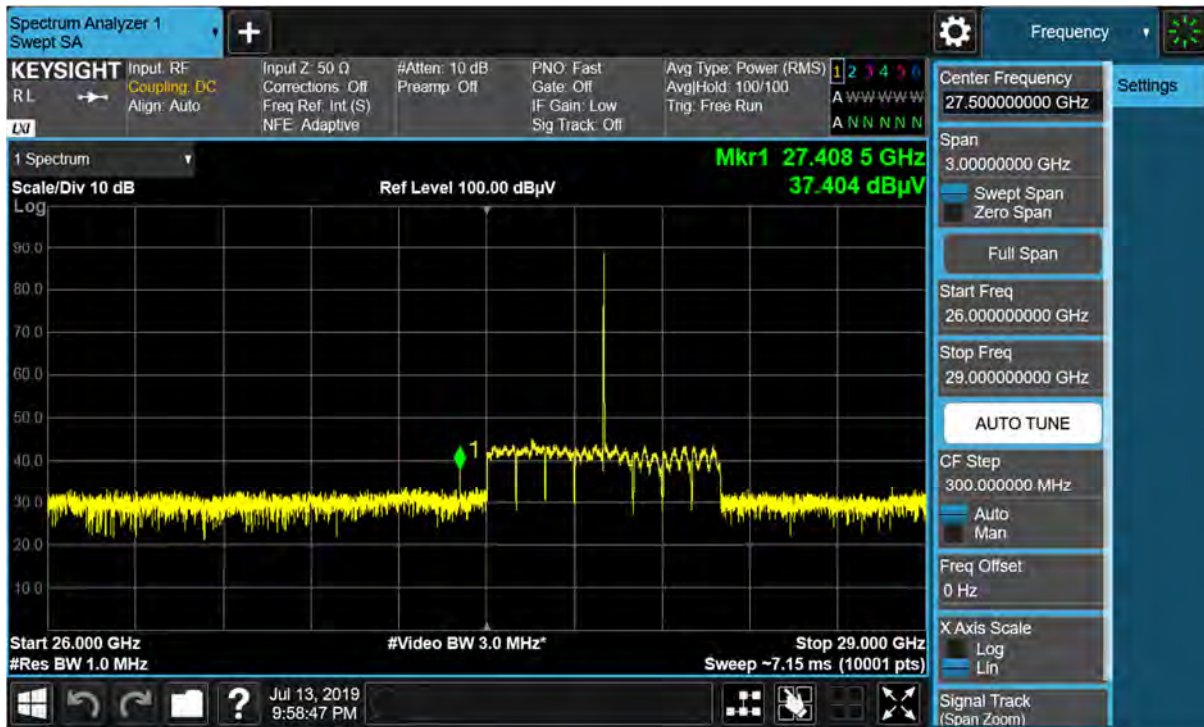 Spectrum Analyzer 1
Swept SA
+
Frequency
KEYSIGHT
RL
LXI
Input: RF
Coupling: DC
Align: Auto
Input Z: 50 Ω
Corrections: Off
Freq Ref: Int (S)
NFE: Adaptive
#Atten: 10 dB
Preamp: Off
PNO: Fast
Gate: Off
IF Gain: Low
Sig Track: Off
Avg Type: Power (RMS)
Avg|Hold: 100/100
Trig: Free Run
1 2 3 4 5 6
A W W W W W
A N N N N N
1 Spectrum
Scale/Div 10 dB
Log
Ref Level 100.00 dBµV
Mkr1 27.408 5 GHz
37.404 dBµV
90.0
80.0
70.0
60.0
50.0
40.0
30.0
20.0
10.0
1
Start 26.000 GHz
#Res BW 1.0 MHz
#Video BW 3.0 MHz*
Stop 29.000 GHz
Sweep ~7.15 ms (10001 pts)
Center Frequency
27.500000000 GHz
Settings
Span
3.00000000 GHz
Swept Span
Zero Span
Full Span
Start Freq
26.000000000 GHz
Stop Freq
29.000000000 GHz
AUTO TUNE
CF Step
300.000000 MHz
Auto
Man
Freq Offset
0 Hz
X Axis Scale
Log
Lin
Signal Track
(Span Zoom)
?
Jul 13, 2019
9:58:47 PM